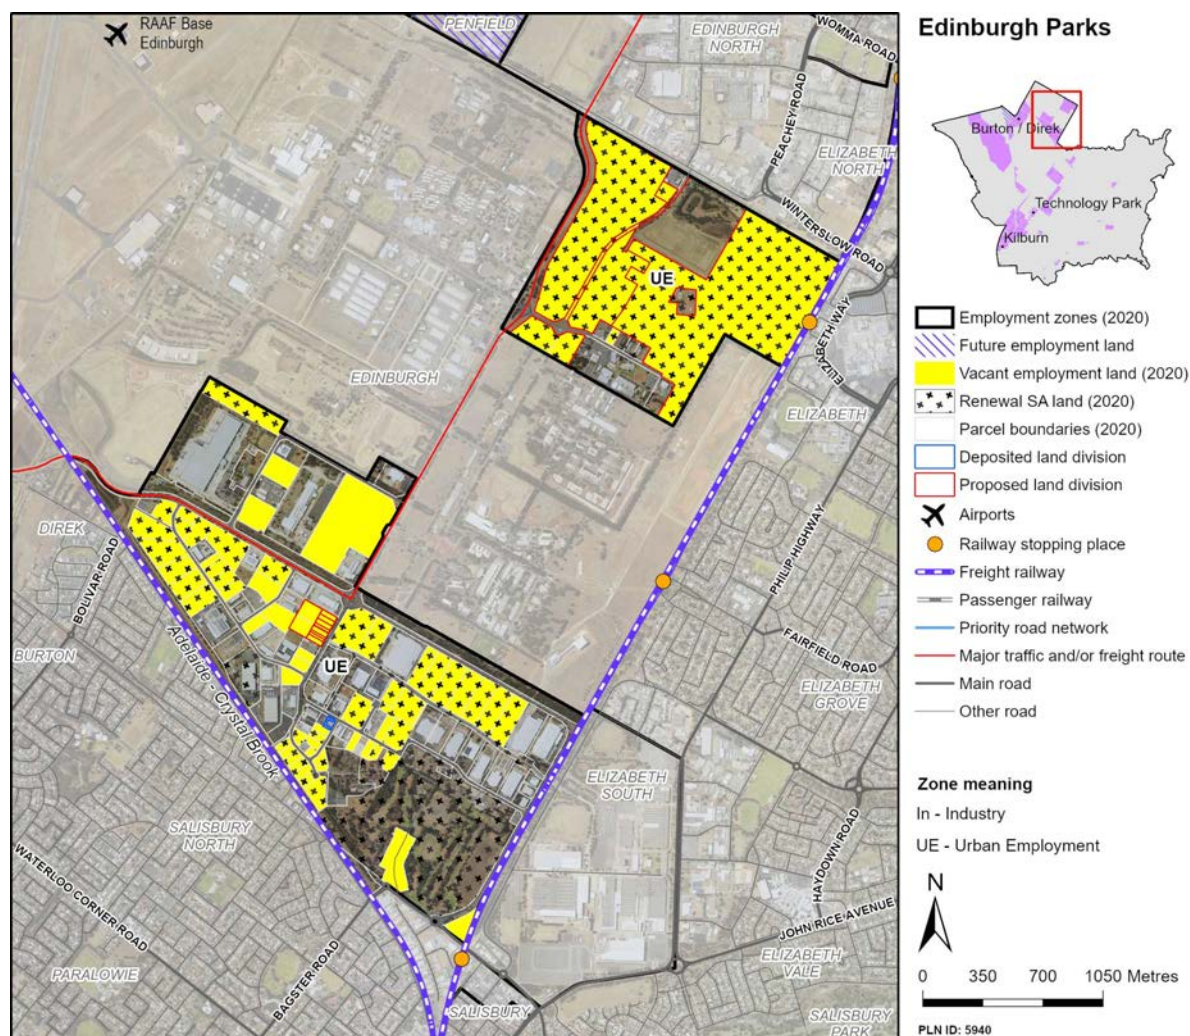 RAAF Base
Edinburgh
PENFIELD
EDINBURGH
NORTH
WOMMA ROAD
PEACHEY ROAD
ELIZABETH
NORTH
WINTERSLOW ROAD
UE
ELIZABETH WAY
EDINBURGH
ELIZABETH
DIREK
BOLIVAR ROAD
PHILIP HIGHWAY
BURTON
UE
FAIRFIELD ROAD
ELIZABETH
GROVE
Adelaide - Crystal Brook
ELIZABETH
SOUTH
SALISBURY
NORTH
HAYDOWN ROAD
WATERLOO CORNER ROAD
JOHN RICE AVENUE
BAGSTER ROAD
ELIZABETH
VALE
PARALOWIE
SALISBURY
SALISBURY
PARK
Edinburgh Parks
Burton / Direk
Technology Park
Kilburn
Employment zones (2020)
Future employment land
Vacant employment land (2020)
Renewal SA land (2020)
Parcel boundaries (2020)
Deposited land division
Proposed land division
Airports
Railway stopping place
Freight railway
Passenger railway
Priority road network
Major traffic and/or freight route
Main road
Other road
Zone meaning
In - Industry
UE - Urban Employment
N
0 350 700 1050 Metres
PLN ID: 5940